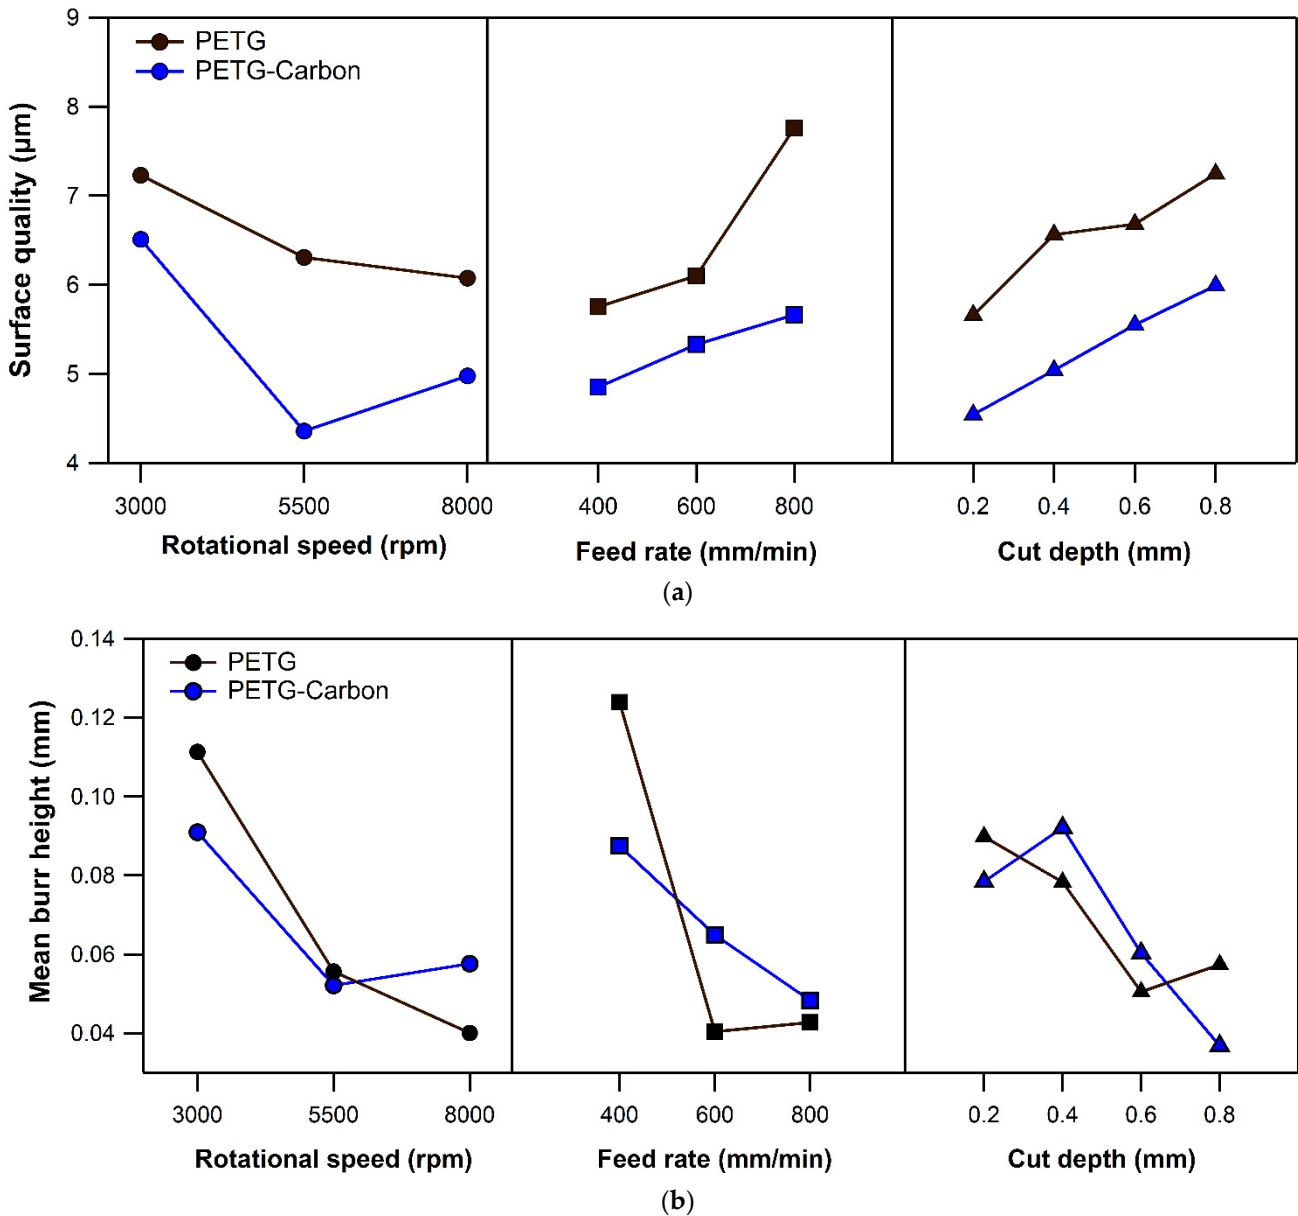 9
8
7
6
5
4
Surface quality (µm)
PETG
PETG-Carbon
3000 5500 8000 400 600 800 0.2 0.4 0.6 0.8
Rotational speed (rpm) Feed rate (mm/min) Cut depth (mm)
(a)
0.14
0.12
0.10
0.08
0.06
0.04
Mean burr height (mm)
PETG
PETG-Carbon
3000 5500 8000 400 600 800 0.2 0.4 0.6 0.8
Rotational speed (rpm) Feed rate (mm/min) Cut depth (mm)
(b)